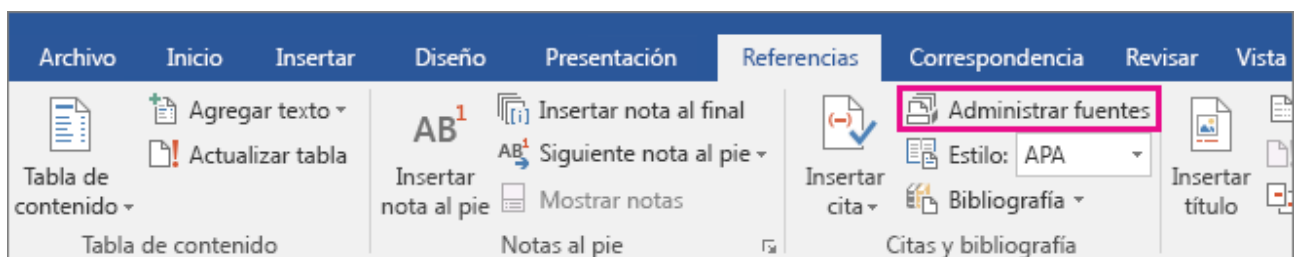 Archivo Inicio Insertar Diseño Presentación Referencias Correspondencia Revisar Vista
Tabla de
contenido
Agregar texto
Actualizar tabla
Tabla de contenido
AB1
Insertar
nota al pie
[i] Insertar nota al final
AB1 Siguiente nota al pie
Mostrar notas
Notas al pie
(-)
Insertar
cita
Administrar fuentes
Estilo: APA
Bibliografía
Citas y bibliografía
Insertar
título